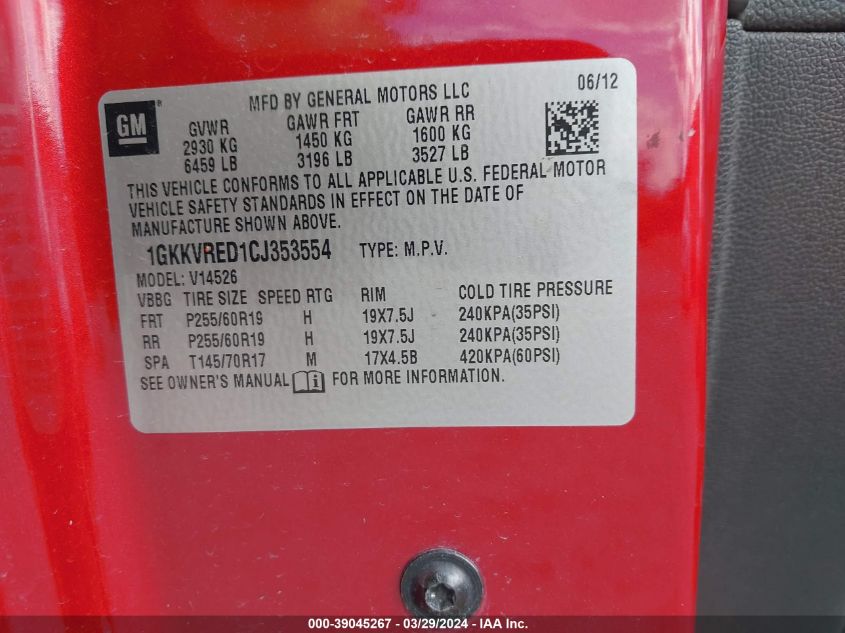 GM
®
MFD BY GENERAL MOTORS LLC 06/12
GVWR GAWR FRT GAWR RR
2930 KG 1450 KG 1600 KG
6459 LB 3196 LB 3527 LB
THIS VEHICLE CONFORMS TO ALL APPLICABLE U.S. FEDERAL MOTOR
VEHICLE SAFETY STANDARDS IN EFFECT ON THE DATE OF
MANUFACTURE SHOWN ABOVE.
1GKKVRED1CJ353554 TYPE: M.P.V.
MODEL: V14526
VBBG TIRE SIZE SPEED RTG RIM COLD TIRE PRESSURE
FRT P255/60R19 H 19X7.5J 240KPA(35PSI)
RR P255/60R19 H 19X7.5J 240KPA(35PSI)
SPA T145/70R17 M 17X4.5B 420KPA(60PSI)
SEE OWNER'S MANUAL FOR MORE INFORMATION.
000-39045267 / 03/29/2024 - IAA Inc.